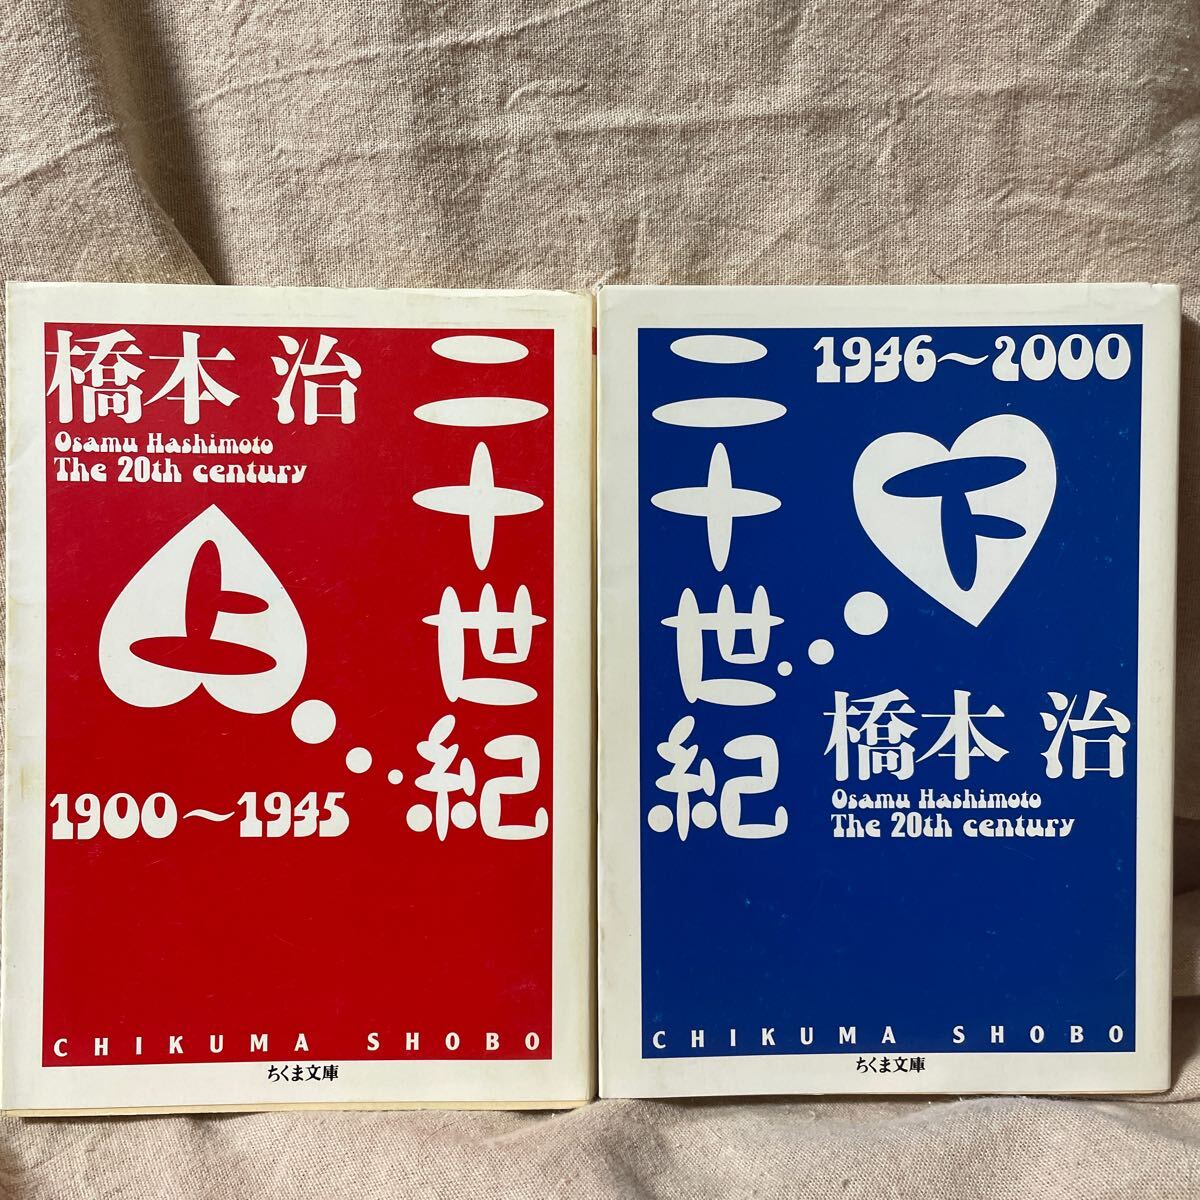 橋本 治
Osamu Hashimoto
The 20th century
二十世紀
上
1900～1945
CHIKUMA SHOBO
ちくま文庫
二十世紀
1946～2000
下
橋本 治
Osamu Hashimoto
The 20th century
CHIKUMA SHOBO
ちくま文庫